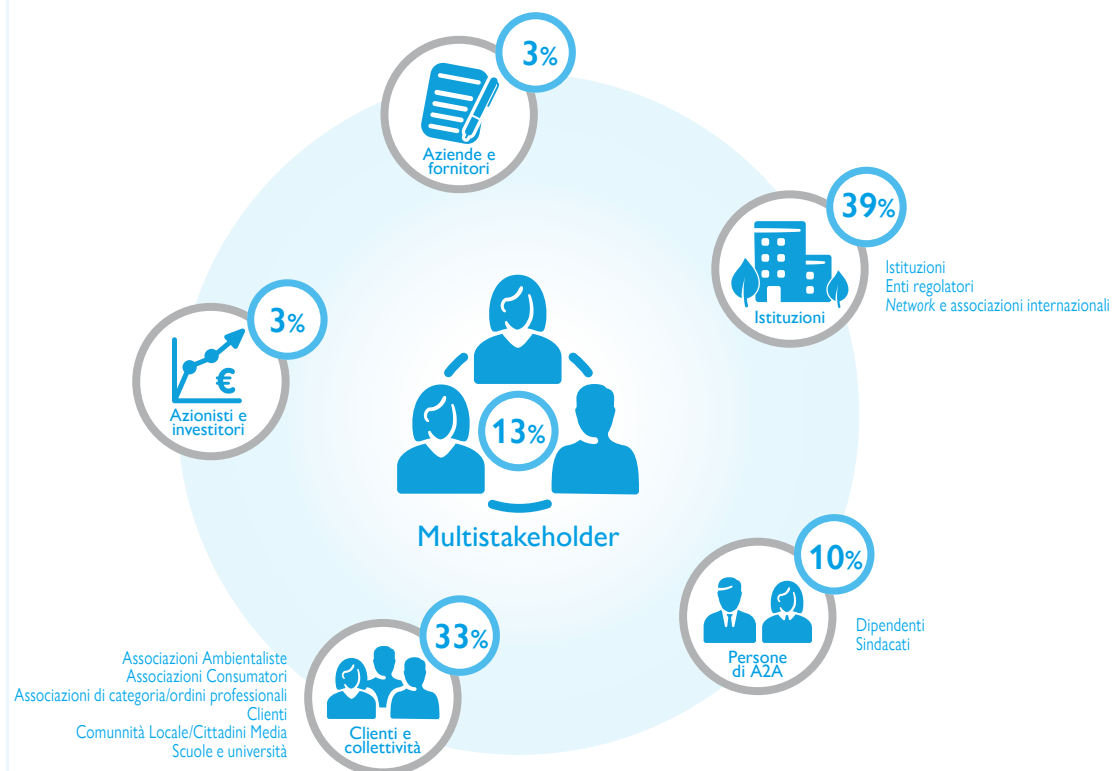 3%
Aziende e
fornitori
39%
Istituzioni
Istituzioni
Enti regolatori
Network e associazioni internazionali
3%
€
Azionisti e
investitori
13%
Multistakeholder
10%
Persone
di A2A
Dipendenti
Sindacati
33%
Clienti e
collettività
Associazioni Ambientaliste
Associazioni Consumatori
Associazioni di categoria/ordini professionali
Clienti
Comunnità Locale/Cittadini Media
Scuole e università